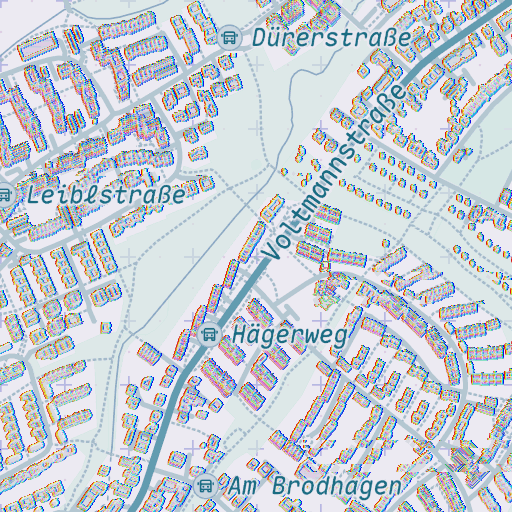 Dürerstraße
Voltmannstraße
Leiblstraße
Hägerweg
Am Brodhagen